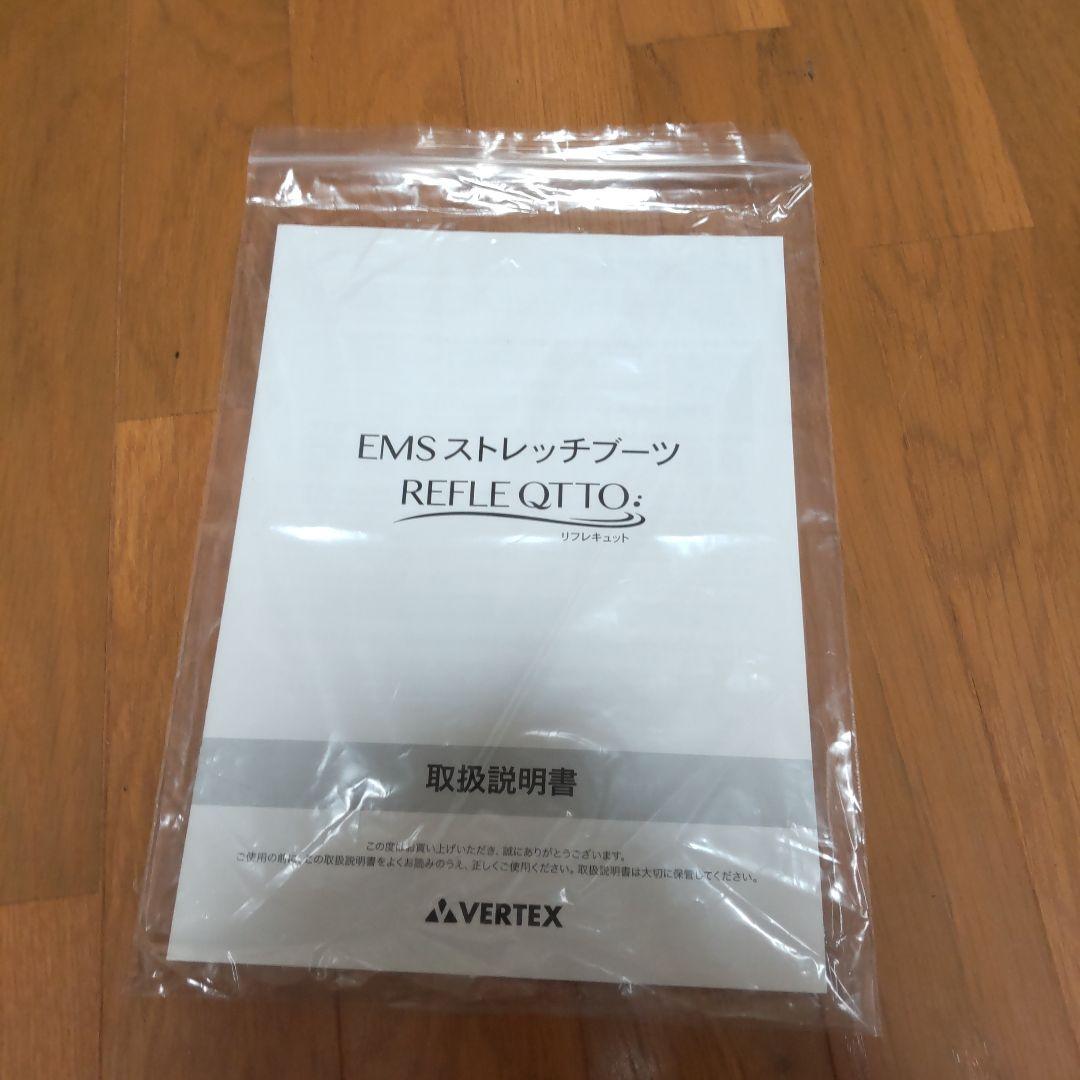 EMS ストレッチブーツ
REFLE QTTO
リフレキュット
取扱説明書
この度はお買い上げいただき、誠にありがとうございます。
ご使用の前に、この取扱説明書をよくお読みのうえ、正しくご使用ください。取扱説明書は大切に保管してください。
VERTEX